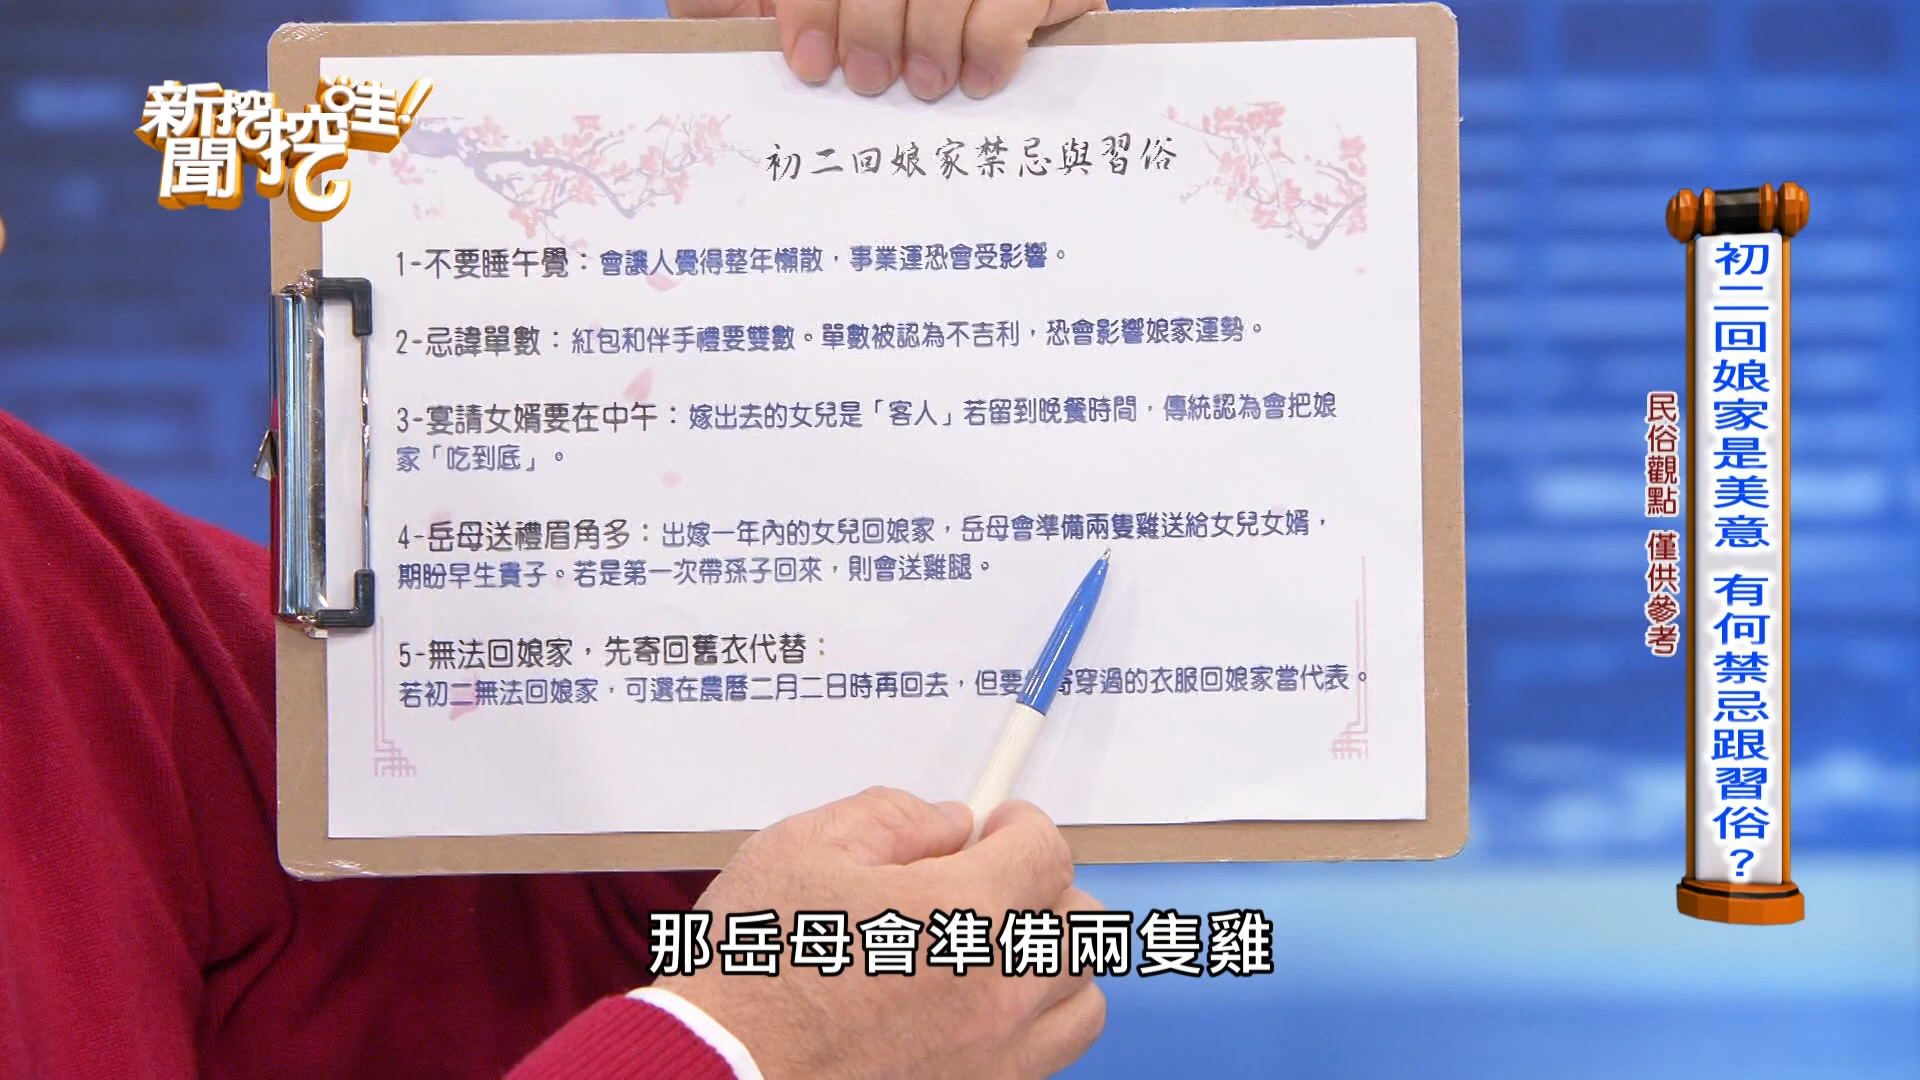 新聞挖挖哇!
初二回娘家禁忌與習俗
1-不要睡午覺：會讓人覺得整年懶散，事業運恐會受影響。
2-忌諱單數：紅包和伴手禮要雙數。單數被認為不吉利，恐會影響娘家運勢。
3-宴請女婿要在中午：嫁出去的女兒是「客人」若留到晚餐時間，傳統認為會把娘
家「吃到底」。
4-岳母送禮眉角多：出嫁一年內的女兒回娘家，岳母會準備兩隻雞送給女兒女婿，
期盼早生貴子。若是第一次帶孫子回來，則會送雞腿。
5-無法回娘家，先寄回舊衣代替：
若初二無法回娘家，可選在農曆二月二日時再回去，但要寄穿過的衣服回娘家當代表。
初二回娘家是美意 有何禁忌跟習俗？
民俗觀點 僅供參考
那岳母會準備兩隻雞